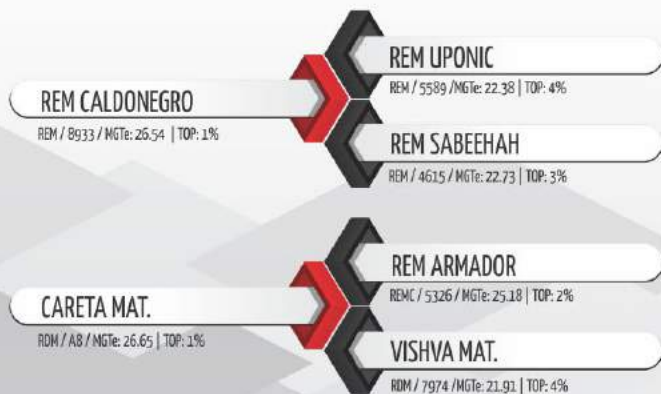 REM UPONIC
REM / 5589 /MGTe: 22.38 | TOP: 4%
REM CALDONEGRO
REM / 8933 / MGTe: 26.54 | TOP: 1%
REM SABEEHAH
REM / 4615 /MGTe: 22.73 | TOP: 3%
REM ARMADOR
REMC / 5326 / MGTe: 25.18 | TOP: 2%
CARETA MAT.
RDM / A8 / MGTe: 26.65 | TOP: 1%
VISHVA MAT.
RDM / 7974 /MGTe: 21.91 | TOP: 4%